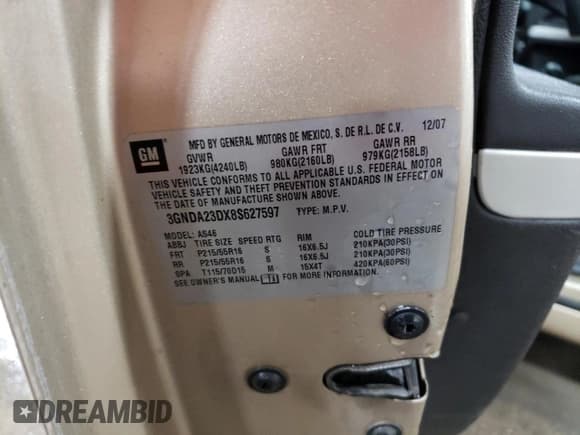 GM
MFD BY GENERAL MOTORS DE MEXICO, S. DE R.L. DE C.V. 12/07
GVWR GAWR FRT GAWR RR
1923KG(4240LB) 980KG(2160LB) 979KG(2158LB)
THIS VEHICLE CONFORMS TO ALL APPLICABLE U.S. FEDERAL MOTOR
VEHICLE SAFETY AND THEFT PREVENTION STANDARDS IN EFFECT ON
THE DATE OF MANUFACTURE SHOWN ABOVE.
3GNDA23DX8S627597 TYPE: M.P.V.
MODEL: AS46
ABBJ TIRE SIZE SPEED RTG RIM COLD TIRE PRESSURE
FRT P215/55R16 S 16X6.5J 210KPA(30PSI)
RR P215/55R16 S 16X6.5J 210KPA(30PSI)
SPA T115/70D15 M 15X4T 420KPA(60PSI)
SEE OWNER'S MANUAL
DREAMBID